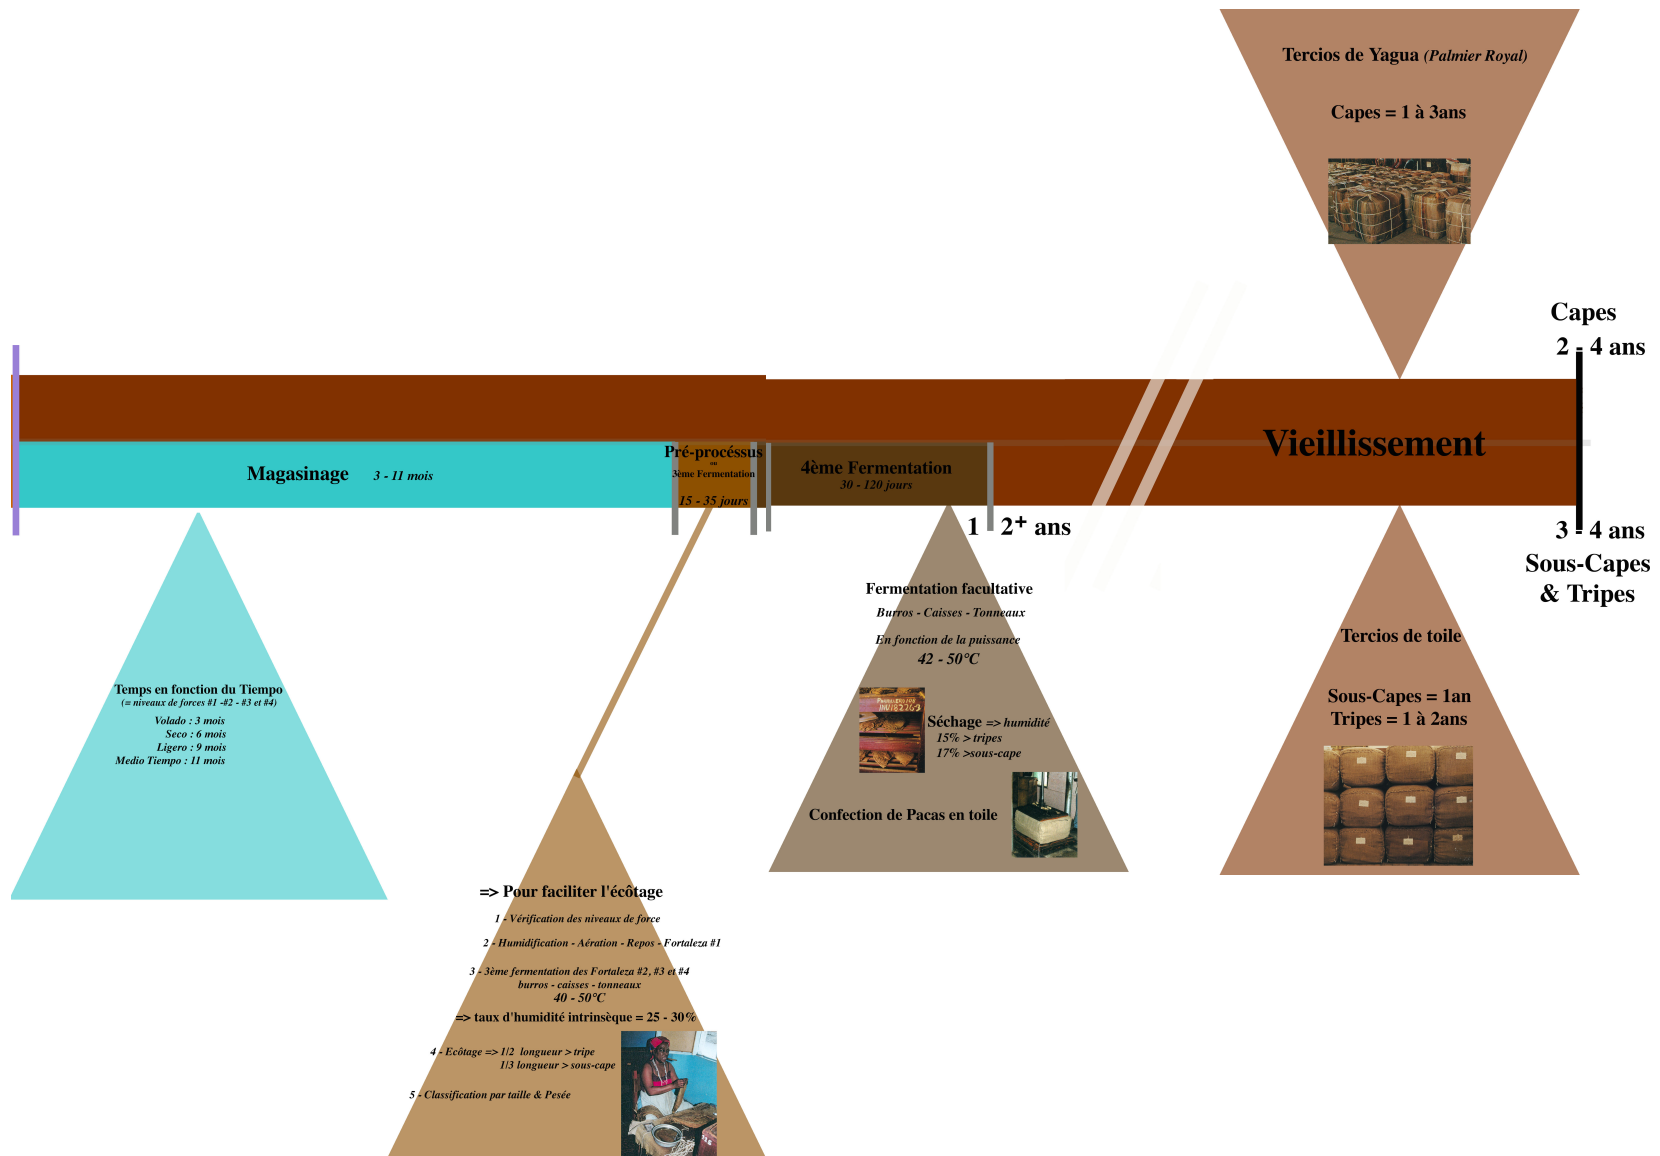 Tercios de Yagua (Palmier Royal)
Capes = 1 à 3ans
Capes
2 - 4 ans
Vieillissement
Magasinage 3 - 11 mois
Pré-procéssus
ou
3ème Fermentation
15 - 35 jours
4ème Fermentation
30 - 120 jours
1
2⁺ ans
3 - 4 ans
Sous-Capes
& Tripes
Temps en fonction du Tiempo
(= niveaux de forces #1 -#2 - #3 et #4)
Volado : 3 mois
Seco : 6 mois
Ligero : 9 mois
Medio Tiempo : 11 mois
=> Pour faciliter l'écôtage
1 - Vérification des niveaux de force
2 - Humidification - Aération - Repos - Fortaleza #1
3 - 3ème fermentation des Fortaleza #2, #3 et #4
burros - caisses - tonneaux
40 - 50°C
=> taux d'humidité intrinsèque = 25 - 30%
4 - Ecôtage => 1/2 longueur > tripe
1/3 longueur > sous-cape
5 - Classification par taille & Pesée
Fermentation facultative
Burros - Caisses - Tonneaux
En fonction de la puissance
42 - 50°C
Séchage => humidité
15% > tripes
17% >sous-cape
Confection de Pacas en toile
Tercios de toile
Sous-Capes = 1an
Tripes = 1 à 2ans